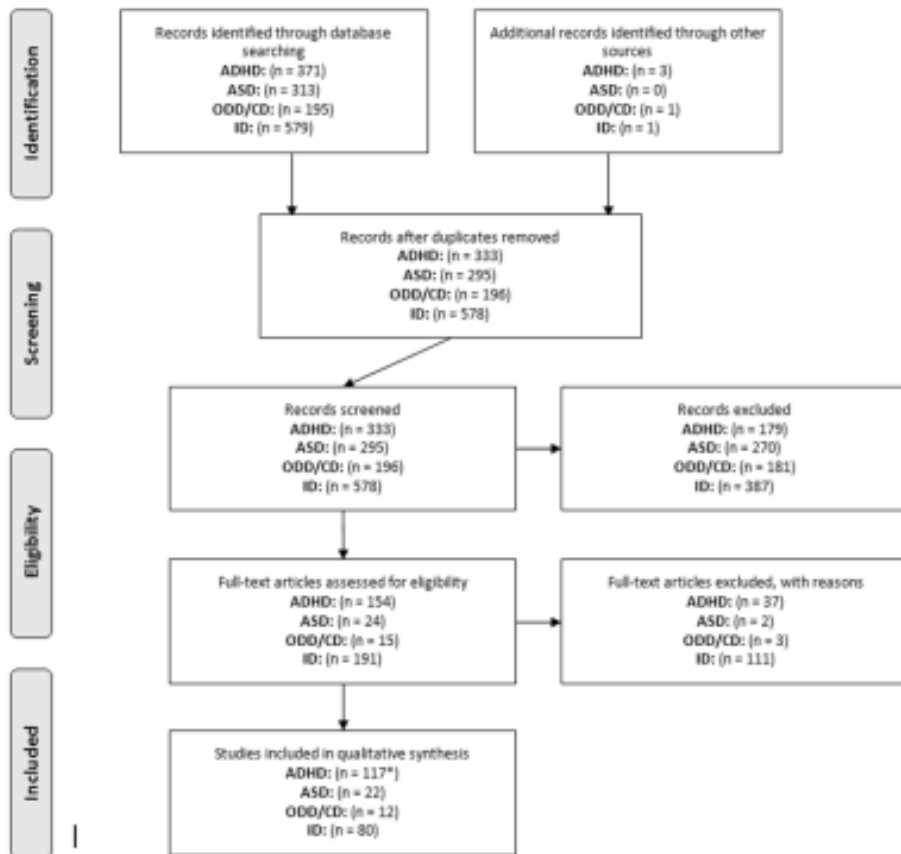 Identification
Records identified through database
searching
ADHD: (n = 371)
ASD: (n = 313)
ODD/CD: (n = 195)
ID: (n = 579)
Additional records identified through other
sources
ADHD: (n = 3)
ASD: (n = 0)
ODD/CD: (n = 1)
ID: (n = 1)
Screening
Records after duplicates removed
ADHD: (n = 333)
ASD: (n = 295)
ODD/CD: (n = 196)
ID: (n = 578)
Records screened
ADHD: (n = 333)
ASD: (n = 295)
ODD/CD: (n = 196)
ID: (n = 578)
Records excluded
ADHD: (n = 179)
ASD: (n = 270)
ODD/CD: (n = 181)
ID: (n = 387)
Eligibility
Full-text articles assessed for eligibility
ADHD: (n = 154)
ASD: (n = 24)
ODD/CD: (n = 15)
ID: (n = 191)
Full-text articles excluded, with reasons
ADHD: (n = 37)
ASD: (n = 2)
ODD/CD: (n = 3)
ID: (n = 111)
Included
Studies included in qualitative synthesis
ADHD: (n = 117*)
ASD: (n = 22)
ODD/CD: (n = 12)
ID: (n = 80)